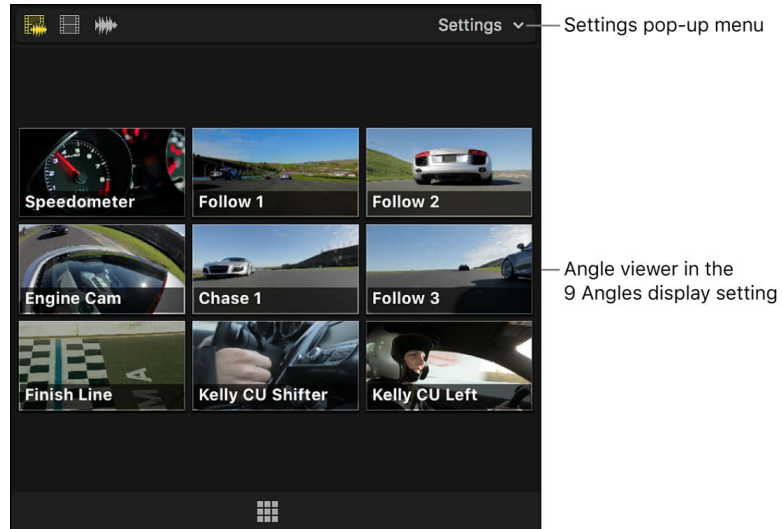 Settings
Settings pop-up menu
Speedometer
Follow 1
Follow 2
Engine Cam
Chase 1
Follow 3
Angle viewer in the
9 Angles display setting
Finish Line
Kelly CU Shifter
Kelly CU Left